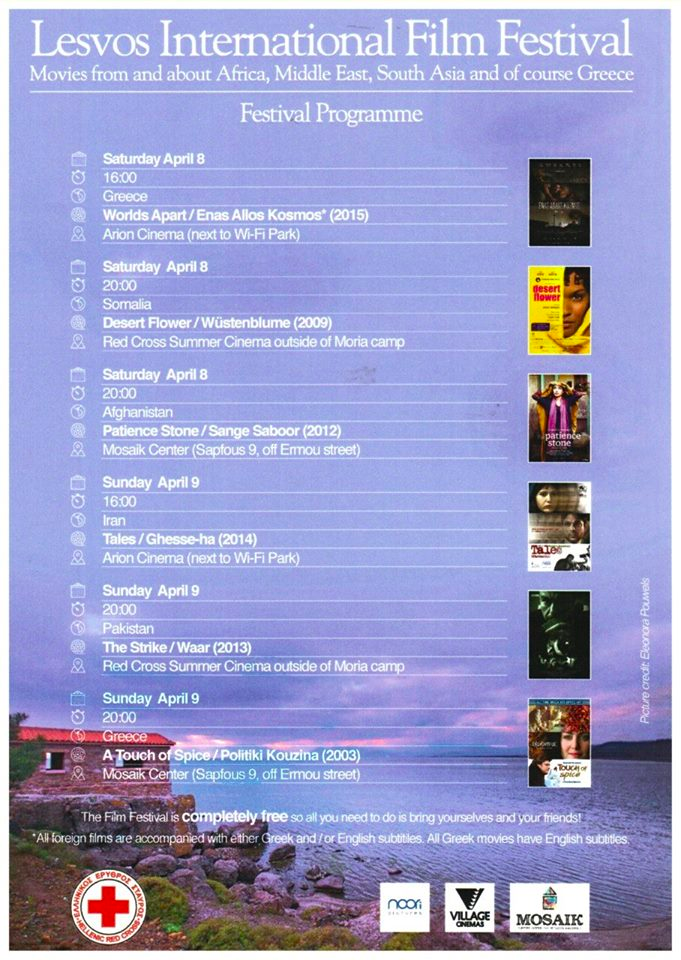 Lesvos International Film Festival
Movies from and about Africa, Middle East, South Asia and of course Greece
Festival Programme
Saturday April 8
16:00
Greece
Worlds Apart / Enas Allos Kosmos* (2015)
Arion Cinema (next to Wi-Fi Park)
Saturday April 8
20:00
Somalia
Desert Flower / Wüstenblume (2009)
desert
flower
Red Cross Summer Cinema outside of Moria camp
Saturday April 8
20:00
Afghanistan
Patience Stone / Sange Saboor (2012)
patience
stone
Mosaik Center (Sapfous 9, off Ermou street)
Sunday April 9
16:00
Iran
Tales / Ghesse-ha (2014)
Tales
Arion Cinema (next to Wi-Fi Park)
Sunday April 9
20:00
Pakistan
The Strike / Waar (2013)
Red Cross Summer Cinema outside of Moria camp
Sunday April 9
20:00
Greece
A Touch of Spice / Politiki Kouzina (2003)
a Touch of
spice
Mosaik Center (Sapfous 9, off Ermou street)
Picture credit: Eleonora Pouwels
The Film Festival is completely free so all you need to do is bring yourselves and your friends!
*All foreign films are accompanied with either Greek and / or English subtitiles. All Greek movies have English subtitles.
ΕΛΛΗΝΙΚΟΣ ΕΡΥΘΡΟΣ ΣΤΑΥΡΟΣ
HELLENIC RED CROSS
noori
pictures
VILLAGE
CINEMAS
MOSAIK